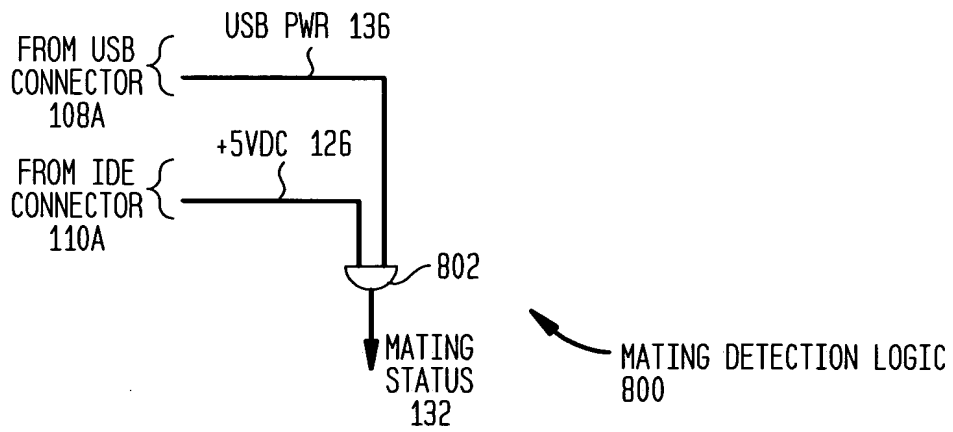 USB PWR 136
FROM USB
CONNECTOR
108A
+5VDC 126
FROM IDE
CONNECTOR
110A
802
MATING
STATUS
132
MATING DETECTION LOGIC
800